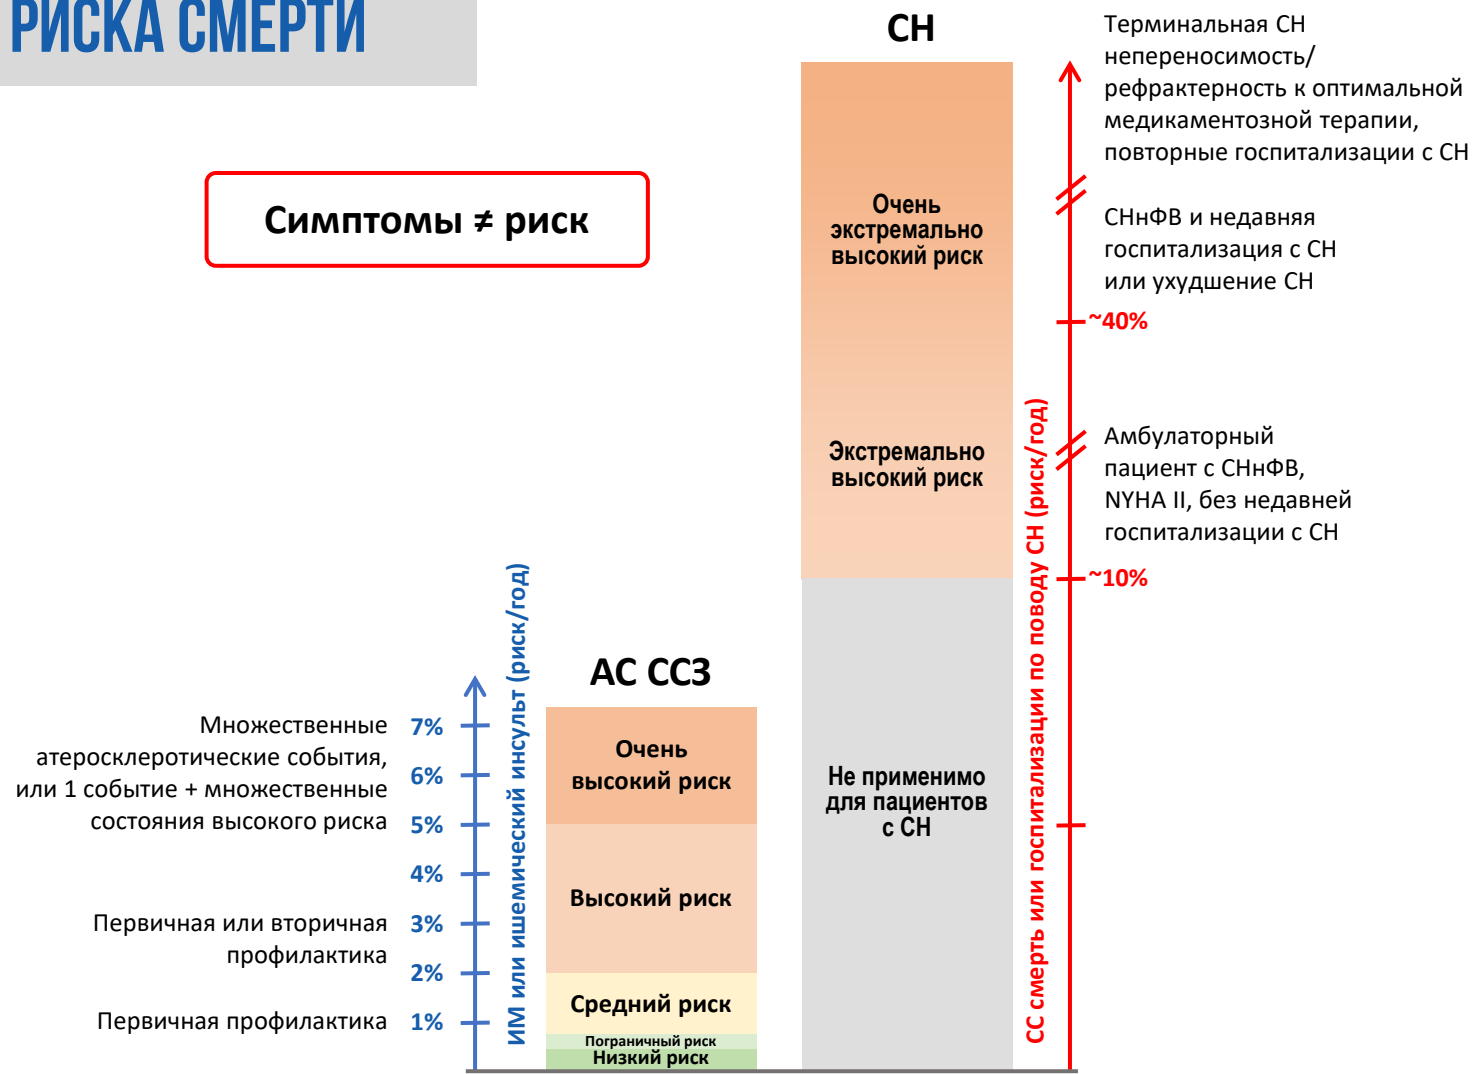 РИСКА СМЕРТИ
Симптомы ≠ риск
СН
Очень
экстремально
высокий риск
Экстремально
высокий риск
Не применимо
для пациентов
с СН
Терминальная СН
непереносимость/
рефрактерность к оптимальной
медикаментозной терапии,
повторные госпитализации с СН
СНнФВ и недавняя
госпитализация с СН
или ухудшение СН
~40%
Амбулаторный
пациент с СНнФВ,
NYHA II, без недавней
госпитализации с СН
~10%
СС смерть или госпитализации по поводу СН (риск/год)
АС ССЗ
Очень
высокий риск
Высокий риск
Средний риск
Пограничный риск
Низкий риск
ИМ или ишемический инсульт (риск/год)
7%
6%
5%
4%
3%
2%
1%
Множественные
атеросклеротические события,
или 1 событие + множественные
состояния высокого риска
Первичная или вторичная
профилактика
Первичная профилактика